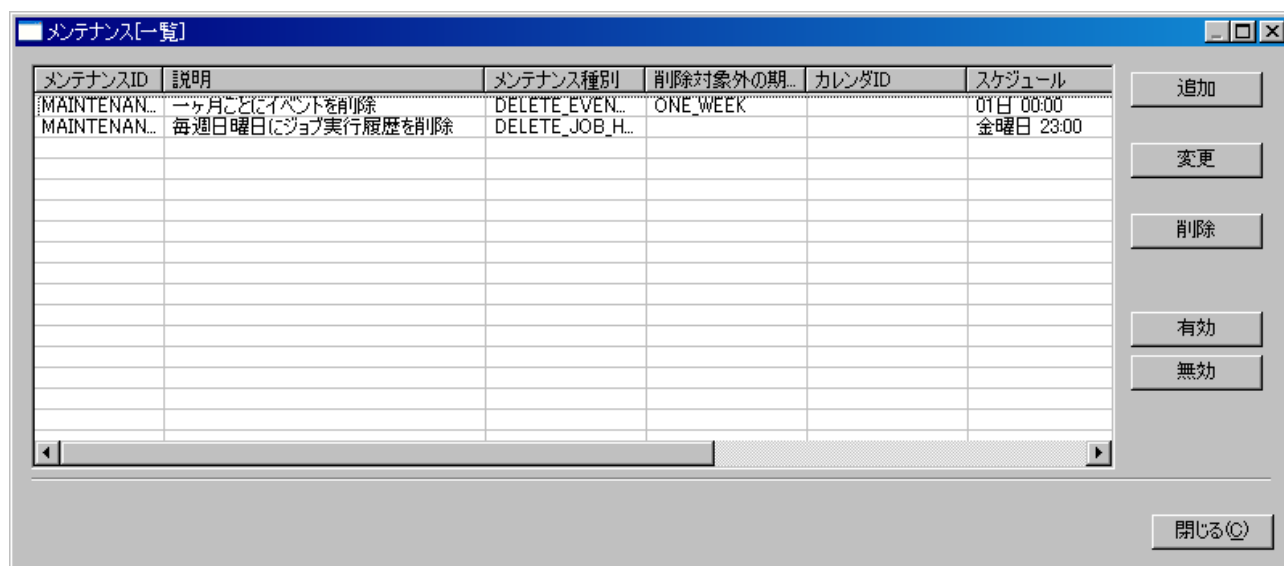 メンテナンス[一覧]
メンテナンスID 説明 メンテナンス種別 削除対象外の期... カレンダID スケジュール
MAINTENAN... 一ヶ月ごとにイベントを削除 DELETE_EVEN... ONE_WEEK 01日 00:00
MAINTENAN... 毎週日曜日にジョブ実行履歴を削除 DELETE_JOB_H... 金曜日 23:00
追加
変更
削除
有効
無効
閉じる(C)